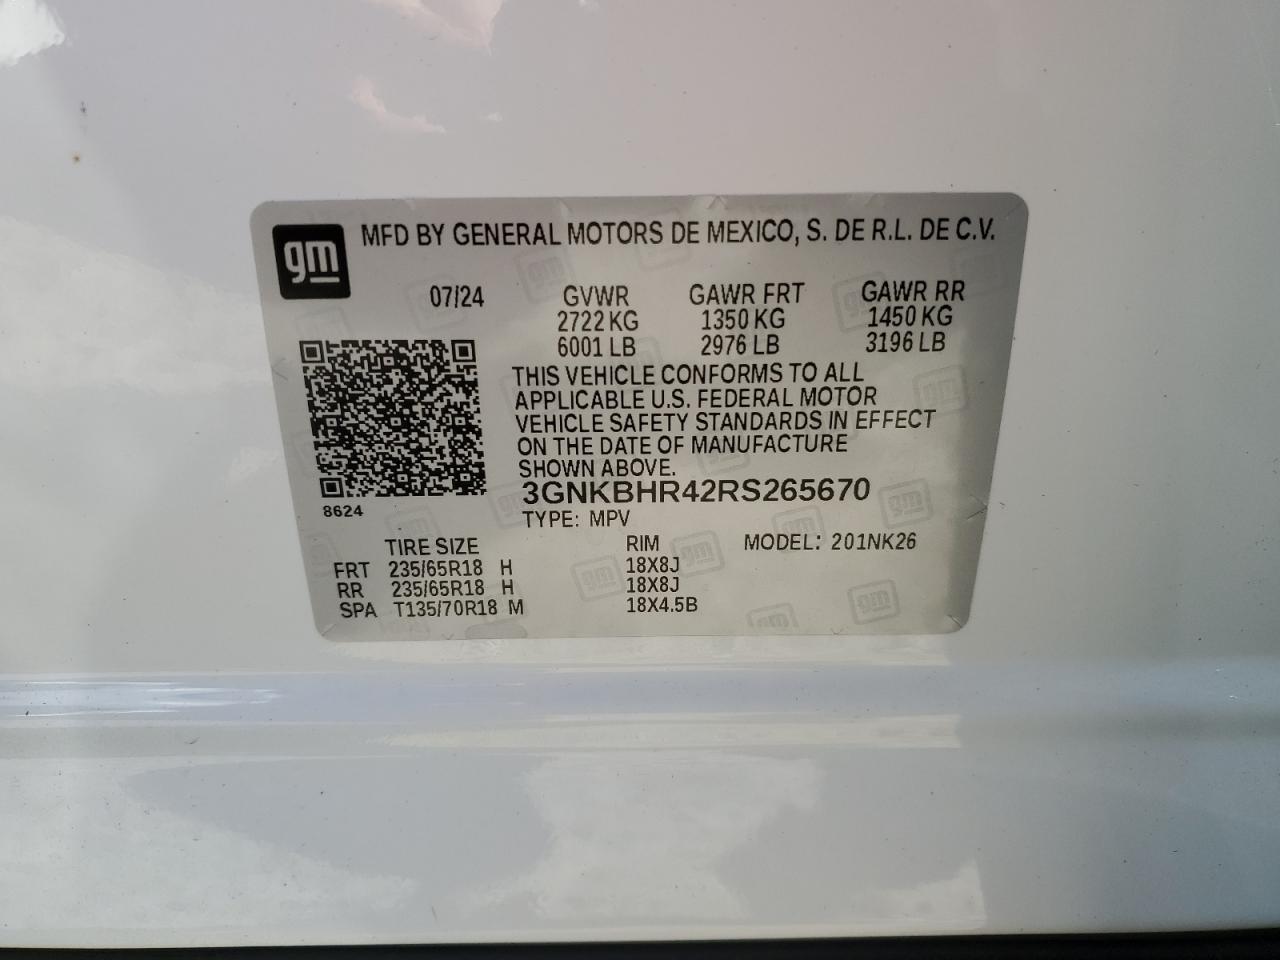 gm MFD BY GENERAL MOTORS DE MEXICO, S. DE R.L. DE C.V.
07/24 GVWR GAWR FRT GAWR RR
2722 KG 1350 KG 1450 KG
6001 LB 2976 LB 3196 LB
THIS VEHICLE CONFORMS TO ALL
APPLICABLE U.S. FEDERAL MOTOR
VEHICLE SAFETY STANDARDS IN EFFECT
ON THE DATE OF MANUFACTURE
SHOWN ABOVE.
3GNKBHR42RS265670
8624
TYPE: MPV
TIRE SIZE RIM MODEL: 201NK26
FRT 235/65R18 H 18X8J
RR 235/65R18 H 18X8J
SPA T135/70R18 M 18X4.5B